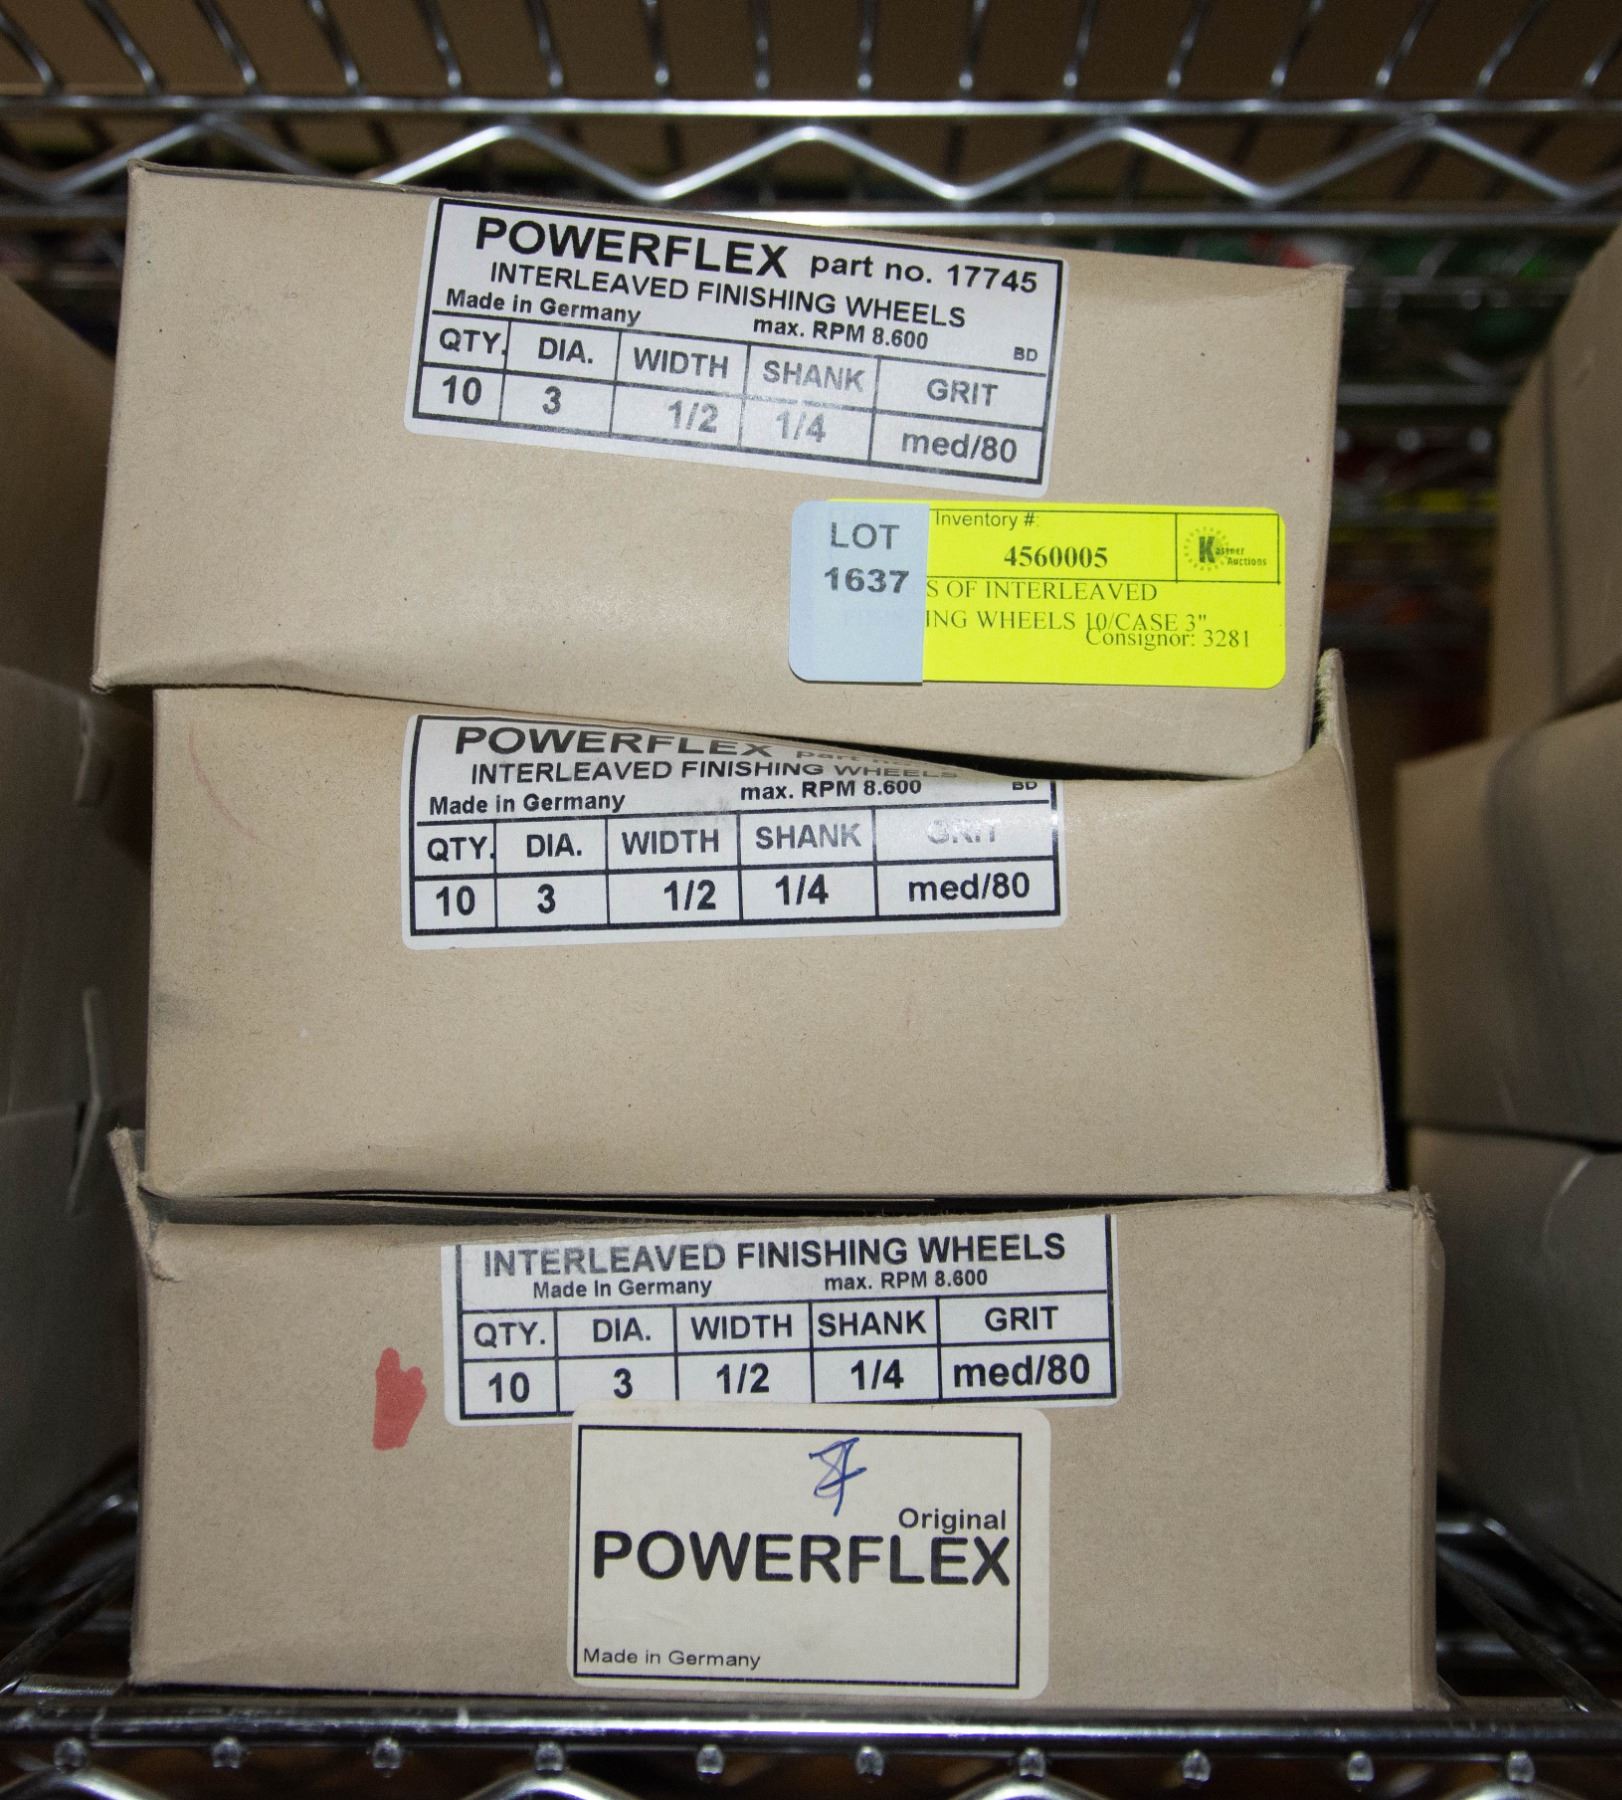 POWERFLEX part no. 17745
INTERLEAVED FINISHING WHEELS
Made in Germany max. RPM 8.600 BD
QTY. DIA. WIDTH SHANK GRIT
10 3 1/2 1/4 med/80
LOT
1637
Inventory #:
4560005
Kastner
Auctions
S OF INTERLEAVED
ING WHEELS 10/CASE 3"
Consignor: 3281
POWERFLEX part
INTERLEAVED FINISHING WHEELS
Made in Germany max. RPM 8.600 BD
QTY. DIA. WIDTH SHANK GRIT
10 3 1/2 1/4 med/80
INTERLEAVED FINISHING WHEELS
Made In Germany max. RPM 8.600
QTY. DIA. WIDTH SHANK GRIT
10 3 1/2 1/4 med/80
Original
POWERFLEX
Made in Germany